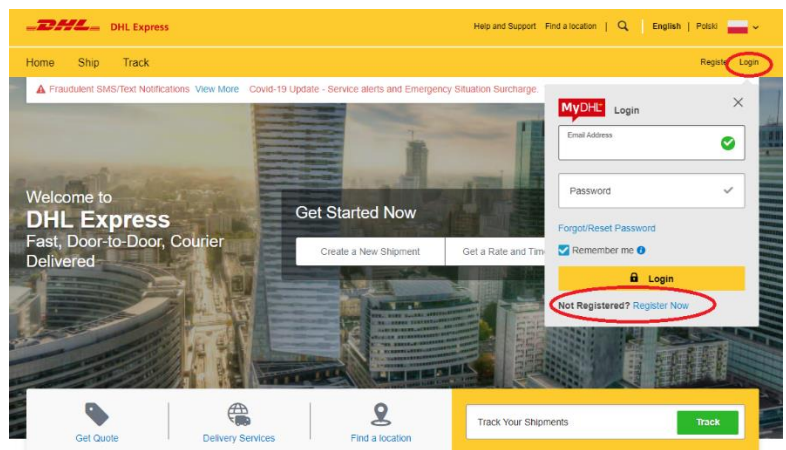 DHL DHL Express
Help and Support Find a location | English | Polski
Home Ship Track
Register Login
Fraudulent SMS/Text Notifications View More Covid-19 Update - Service alerts and Emergency Situation Surcharge.
MyDHL+ Login
Email Address
Password
Forgot/Reset Password
Remember me
Login
Not Registered? Register Now
Welcome to
DHL Express
Fast, Door-to-Door, Courier
Delivered
Get Started Now
Create a New Shipment Get a Rate and Tim
Get Quote Delivery Services Find a location
Track Your Shipments Track